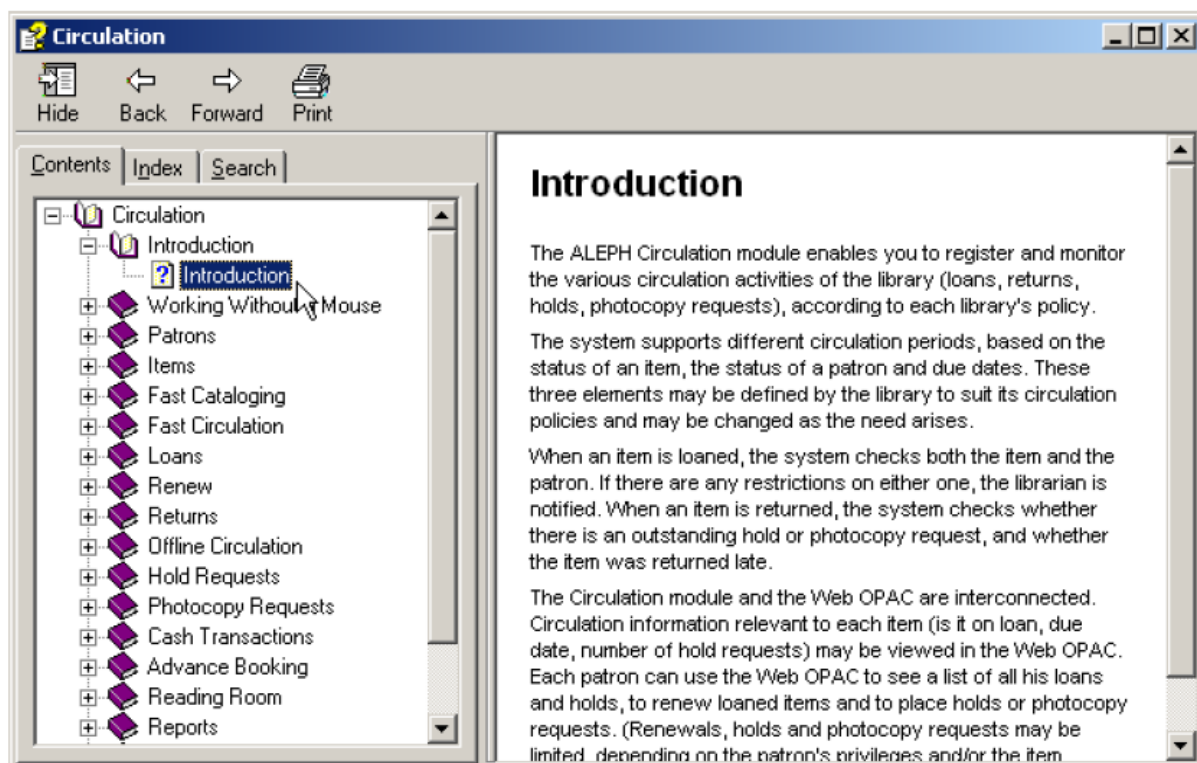 Circulation
Hide Back Forward Print
Contents Index Search
Circulation
Introduction
Introduction
Working Without Mouse
Patrons
Items
Fast Cataloging
Fast Circulation
Loans
Renew
Returns
Offline Circulation
Hold Requests
Photocopy Requests
Cash Transactions
Advance Booking
Reading Room
Reports
Introduction
The ALEPH Circulation module enables you to register and monitor
the various circulation activities of the library (loans, returns,
holds, photocopy requests), according to each library's policy.
The system supports different circulation periods, based on the
status of an item, the status of a patron and due dates. These
three elements may be defined by the library to suit its circulation
policies and may be changed as the need arises.
When an item is loaned, the system checks both the item and the
patron. If there are any restrictions on either one, the librarian is
notified. When an item is returned, the system checks whether
there is an outstanding hold or photocopy request, and whether
the item was returned late.
The Circulation module and the Web OPAC are interconnected.
Circulation information relevant to each item (is it on loan, due
date, number of hold requests) may be viewed in the Web OPAC.
Each patron can use the Web OPAC to see a list of all his loans
and holds, to renew loaned items and to place holds or photocopy
requests. (Renewals, holds and photocopy requests may be
limited, depending on the patron's privileges and/or the item